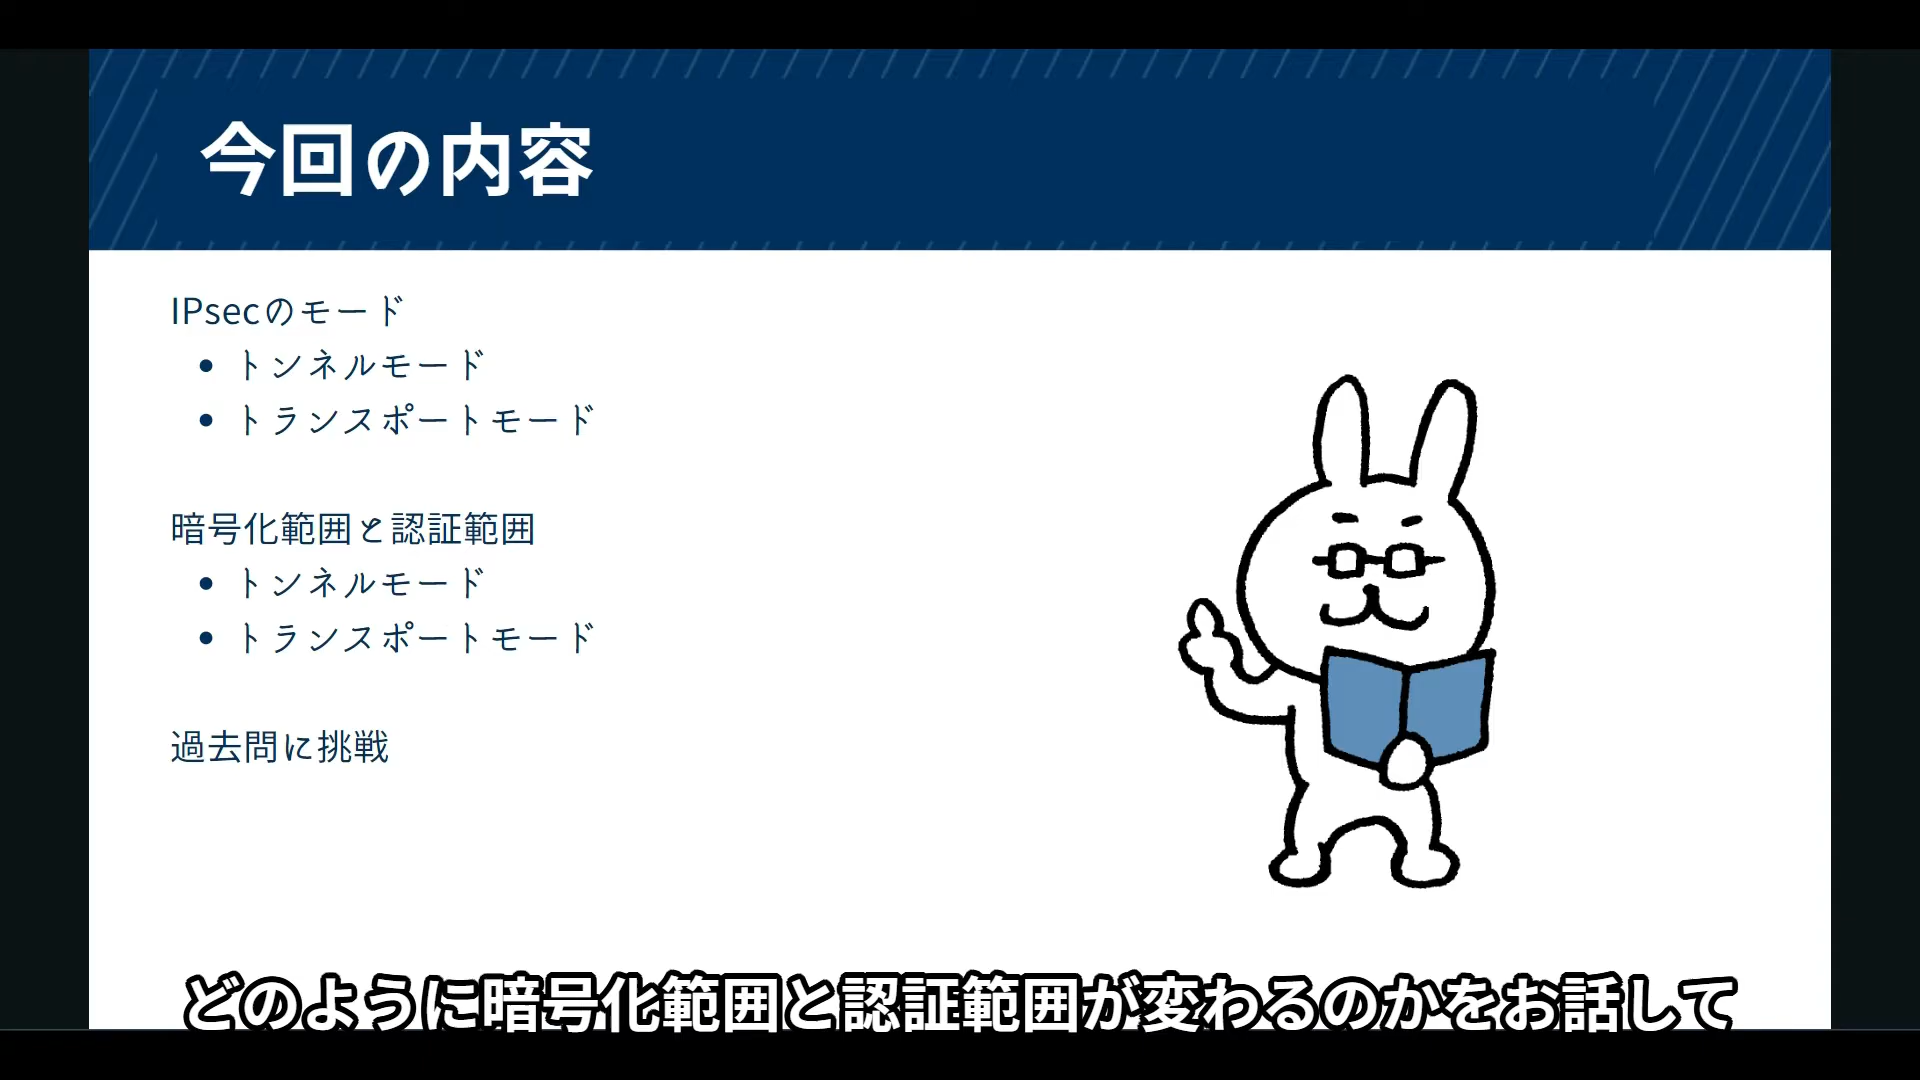 今回の内容
IPsecのモード
• トンネルモード
• トランスポートモード
暗号化範囲と認証範囲
• トンネルモード
• トランスポートモード
過去問に挑戦
どのように暗号化範囲と認証範囲が変わるのかをお話して